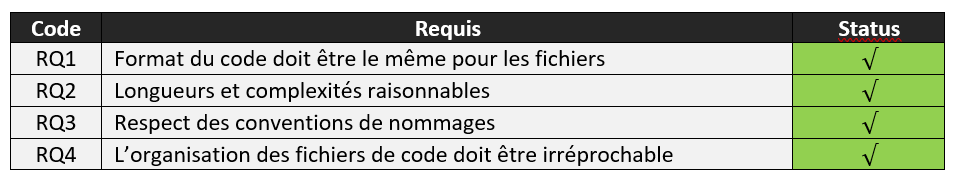 Code Requis Status
RQ1 Format du code doit être le même pour les fichiers √
RQ2 Longueurs et complexités raisonnables √
RQ3 Respect des conventions de nommages √
RQ4 L’organisation des fichiers de code doit être irréprochable √